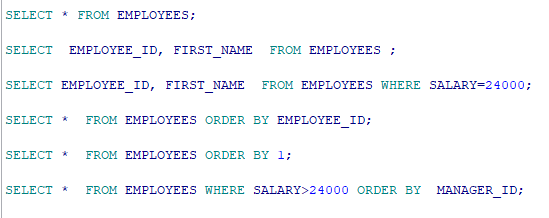 SELECT * FROM EMPLOYEES;
SELECT  EMPLOYEE_ID, FIRST_NAME  FROM EMPLOYEES ;
SELECT EMPLOYEE_ID, FIRST_NAME  FROM EMPLOYEES WHERE SALARY=24000;
SELECT *  FROM EMPLOYEES ORDER BY EMPLOYEE_ID;
SELECT *  FROM EMPLOYEES ORDER BY 1;
SELECT *  FROM EMPLOYEES WHERE SALARY>24000 ORDER BY  MANAGER_ID;